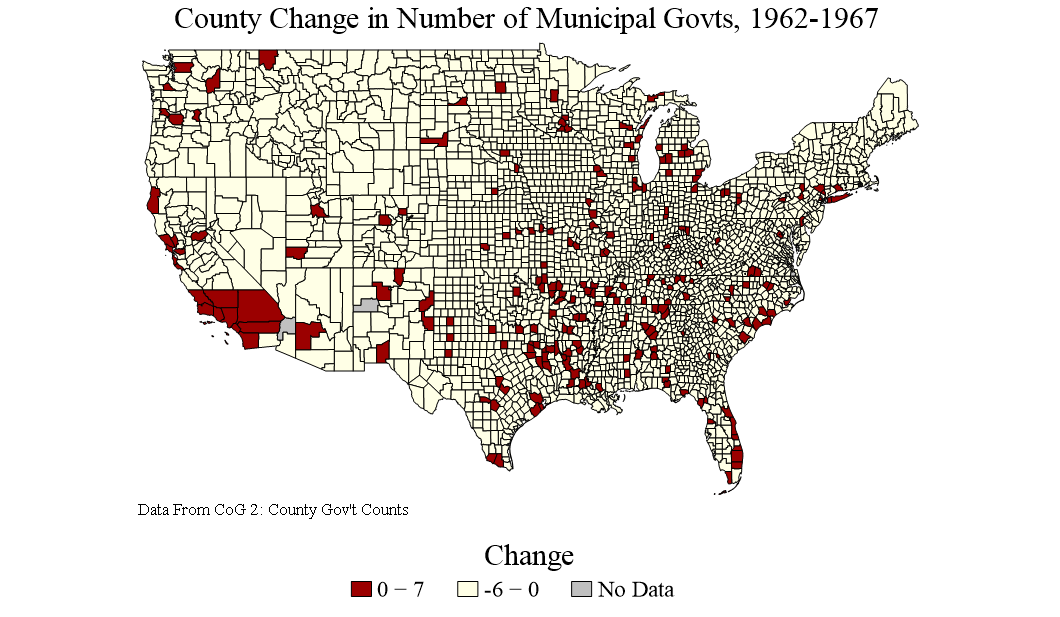 County Change in Number of Municipal Govts, 1962-1967
Data From CoG 2: County Gov't Counts
Change
0 − 7
-6 − 0
No Data